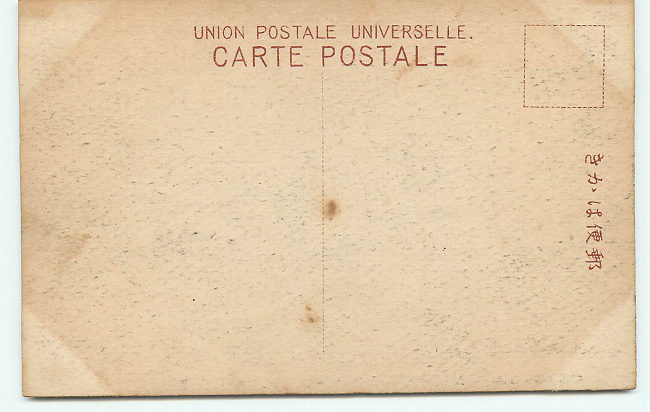 UNION POSTALE UNIVERSELLE.
CARTE POSTALE
きかは便郵